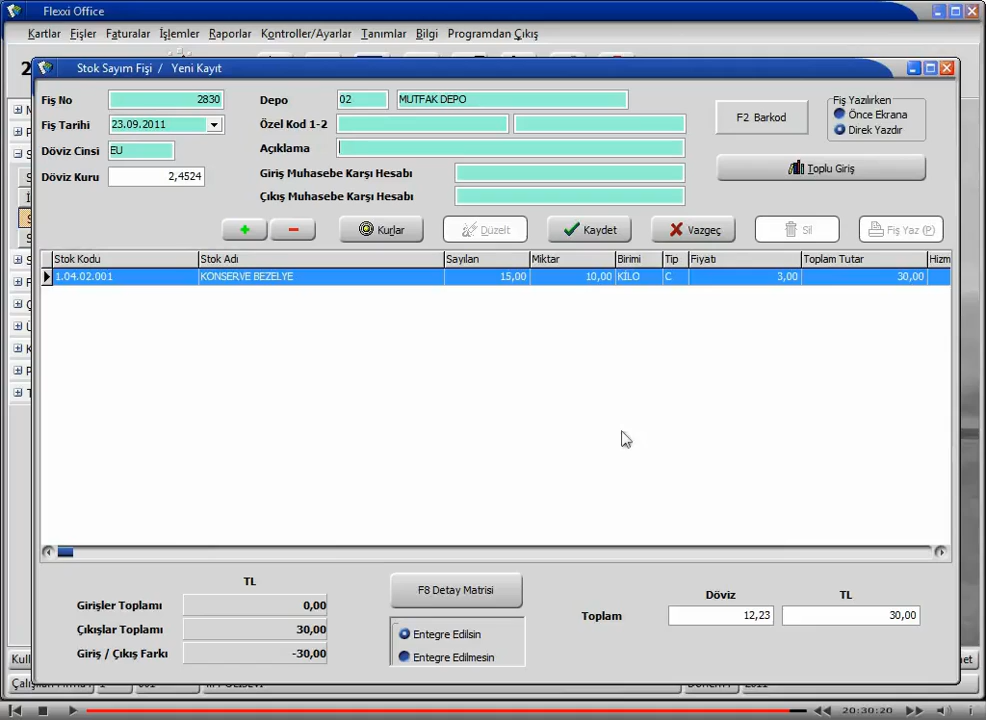 Flexxi Office
Kartlar Fişler Faturalar İşlemler Raporlar Kontroller/Ayarlar Tanımlar Bilgi Programdan Çıkış
Stok Sayım Fişi / Yeni Kayıt
Fiş No 2830 Depo 02 MUTFAK DEPO
F2 Barkod
Fiş Yazılırken
Önce Ekrana
Direk Yazdır
Fiş Tarihi 23.09.2011 Özel Kod 1-2
Döviz Cinsi EU Açıklama
Döviz Kuru 2,4524 Giriş Muhasebe Karşı Hesabı
Toplu Giriş
Çıkış Muhasebe Karşı Hesabı
+ - Kurlar Düzelt Kaydet Vazgeç Sil Fiş Yaz (P)
Stok Kodu Stok Adı Sayılan Miktar Birimi Tip Fiyatı Toplam Tutar Hizm
1.04.02.001 KONSERVE BEZELYE 15,00 10,00 KİLO C 3,00 30,00
TL
Girişler Toplamı 0,00
Çıkışlar Toplamı 30,00
Giriş / Çıkış Farkı -30,00
F8 Detay Matrisi
Entegre Edilsin
Entegre Edilmesin
Döviz TL
Toplam 12,23 30,00
Kull
20:30:20